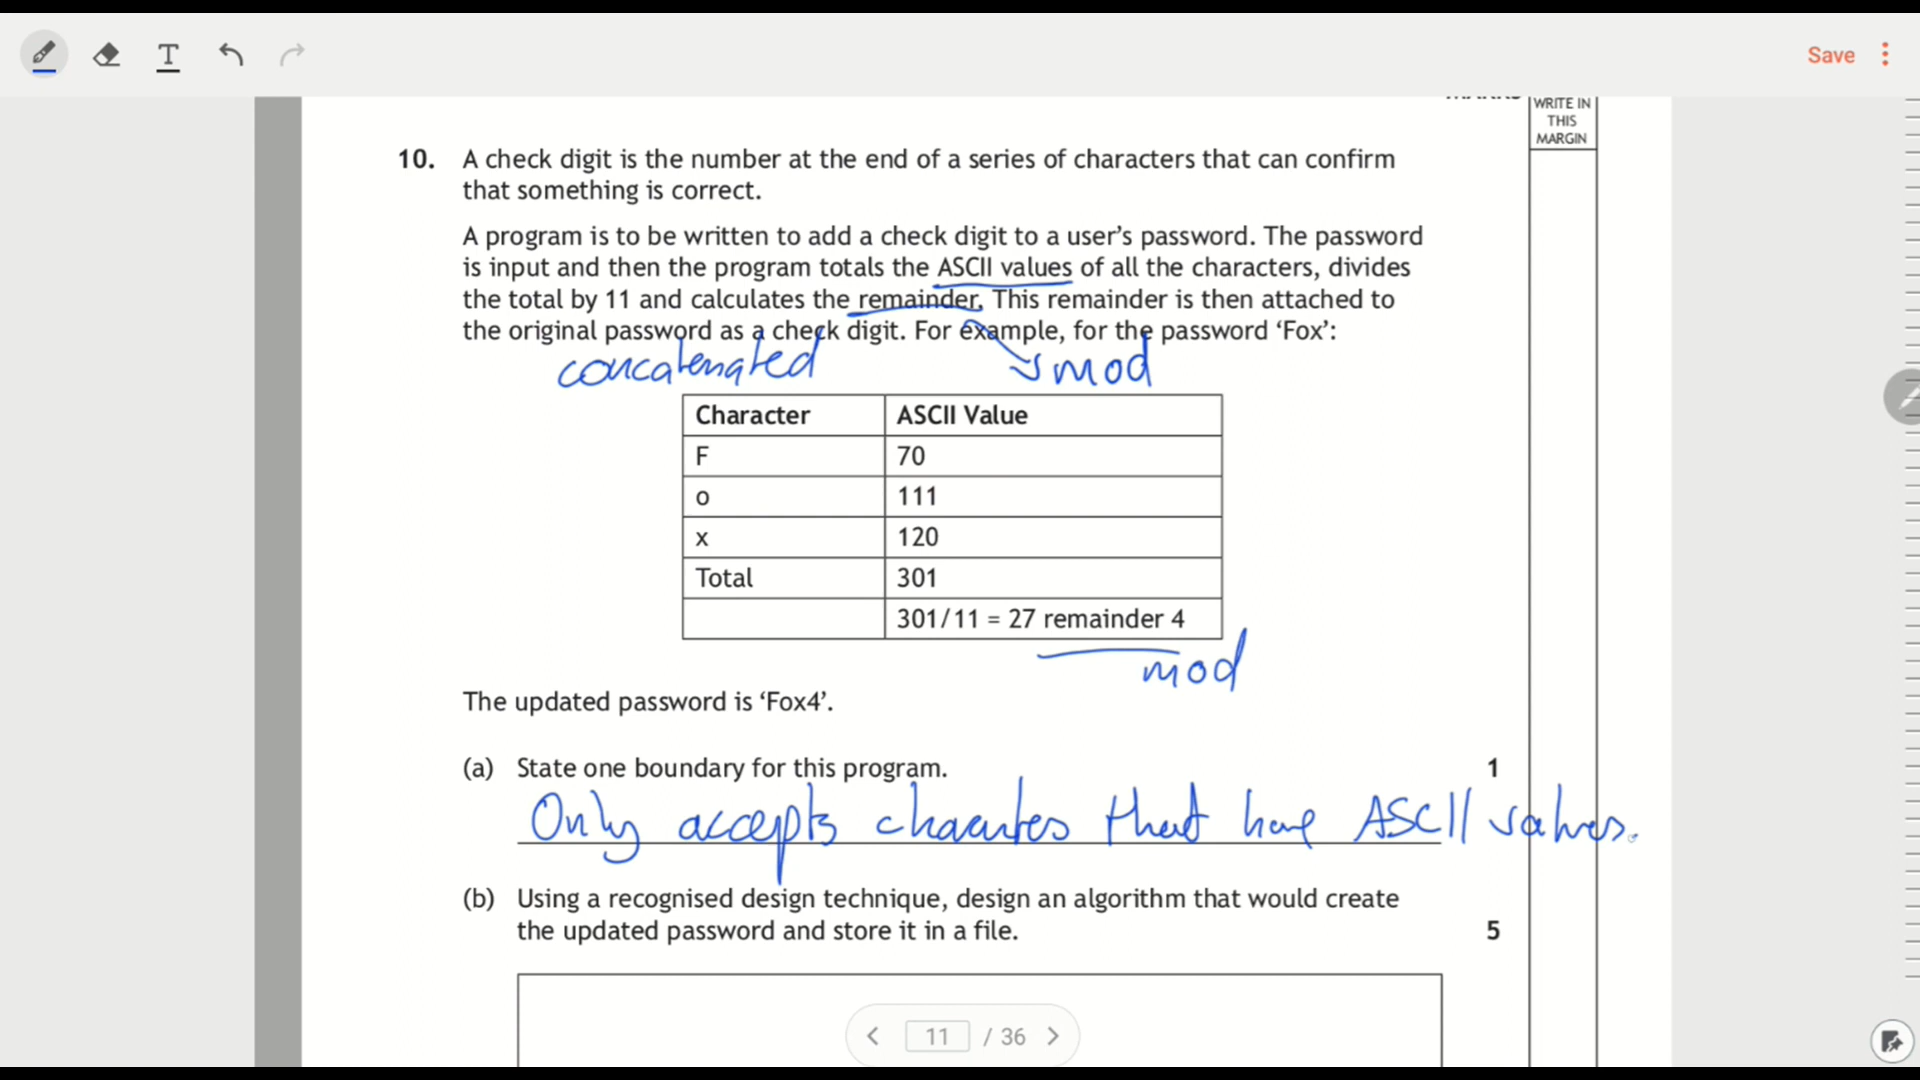 Save
WRITE IN
THIS
MARGIN
10. A check digit is the number at the end of a series of characters that can confirm
that something is correct.
A program is to be written to add a check digit to a user’s password. The password
is input and then the program totals the ASCII values of all the characters, divides
the total by 11 and calculates the remainder. This remainder is then attached to
the original password as a check digit. For example, for the password ‘Fox’:
concatenated mod
Character ASCII Value
F 70
o 111
x 120
Total 301
301/11 = 27 remainder 4
mod
The updated password is ‘Fox4’.
(a) State one boundary for this program. 1
Only accepts that have ASCII values.
(b) Using a recognised design technique, design an algorithm that would create
the updated password and store it in a file. 5
11 / 36